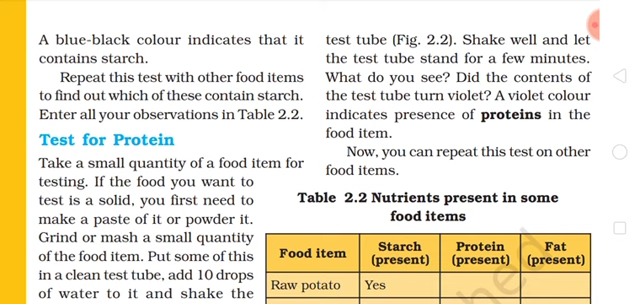 A blue-black colour indicates that it
contains starch.
Repeat this test with other food items
to find out which of these contain starch.
Enter all your observations in Table 2.2.
Test for Protein
Take a small quantity of a food item for
testing. If the food you want to
test is a solid, you first need to
make a paste of it or powder it.
Grind or mash a small quantity
of the food item. Put some of this
in a clean test tube, add 10 drops
of water to it and shake the
test tube (Fig. 2.2). Shake well and let
the test tube stand for a few minutes.
What do you see? Did the contents of
the test tube turn violet? A violet colour
indicates presence of proteins in the
food item.
Now, you can repeat this test on other
food items.
Table 2.2 Nutrients present in some
food items
Food item Starch (present) Protein (present) Fat (present)
Raw potato Yes